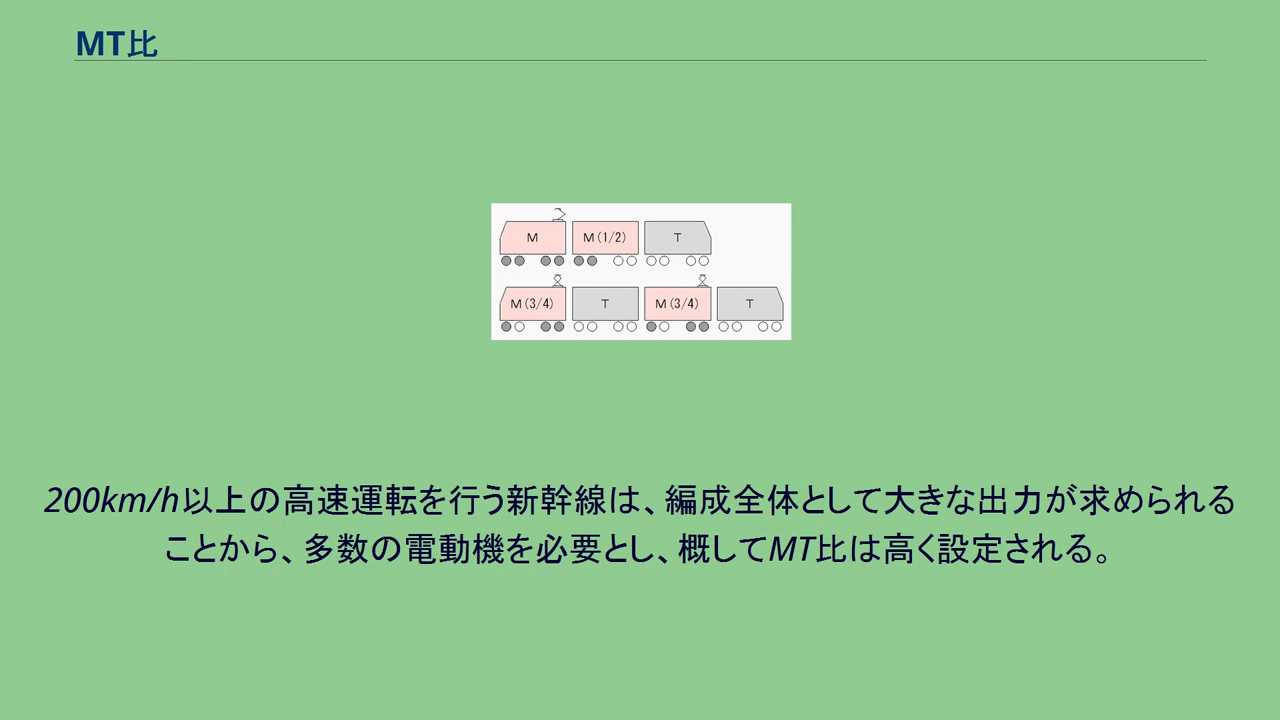 MT比
M M(1/2) T
M(3/4) T M(3/4) T
200km/h以上の高速運転を行う新幹線は、編成全体として大きな出力が求められる
ことから、多数の電動機を必要とし、概してMT比は高く設定される。